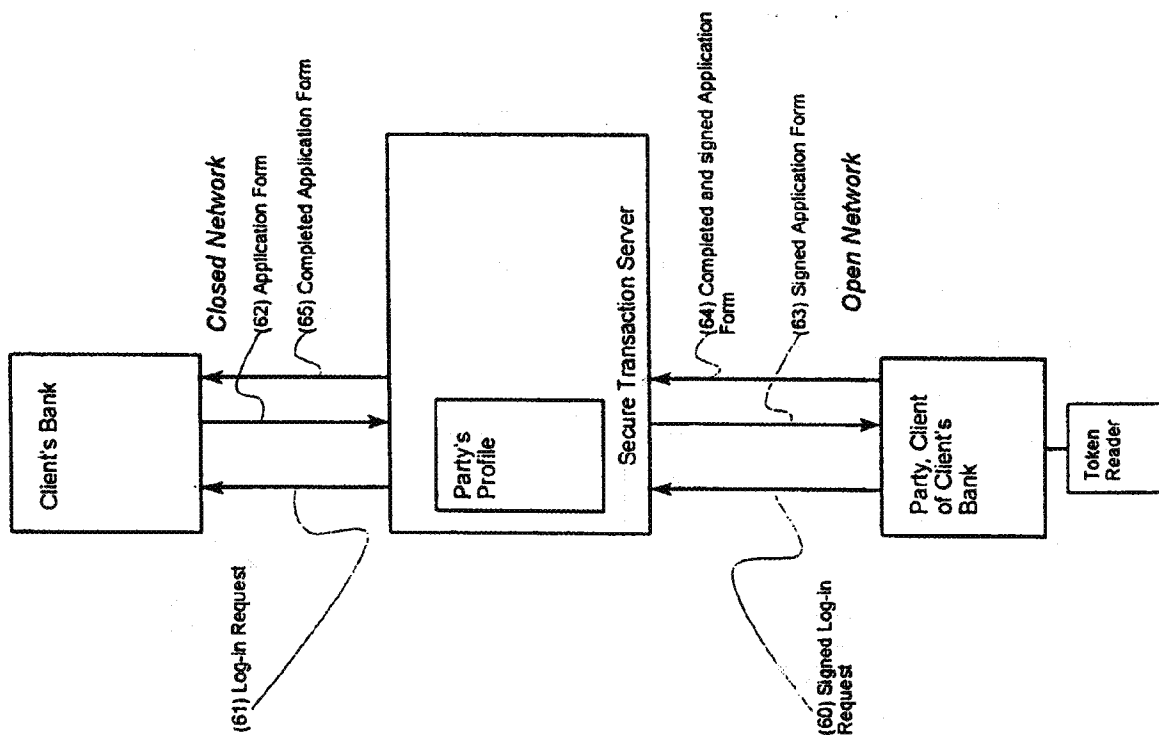 Client's Bank
(61) Log-in Request
Closed Network
(62) Application Form
(65) Completed Application Form
Party's
Profile
Secure Transaction Server
(60) Signed Log-in
Request
(64) Completed and signed Application
Form
(63) Signed Application Form
Open Network
Party, Client
of Client's
Bank
Token
Reader